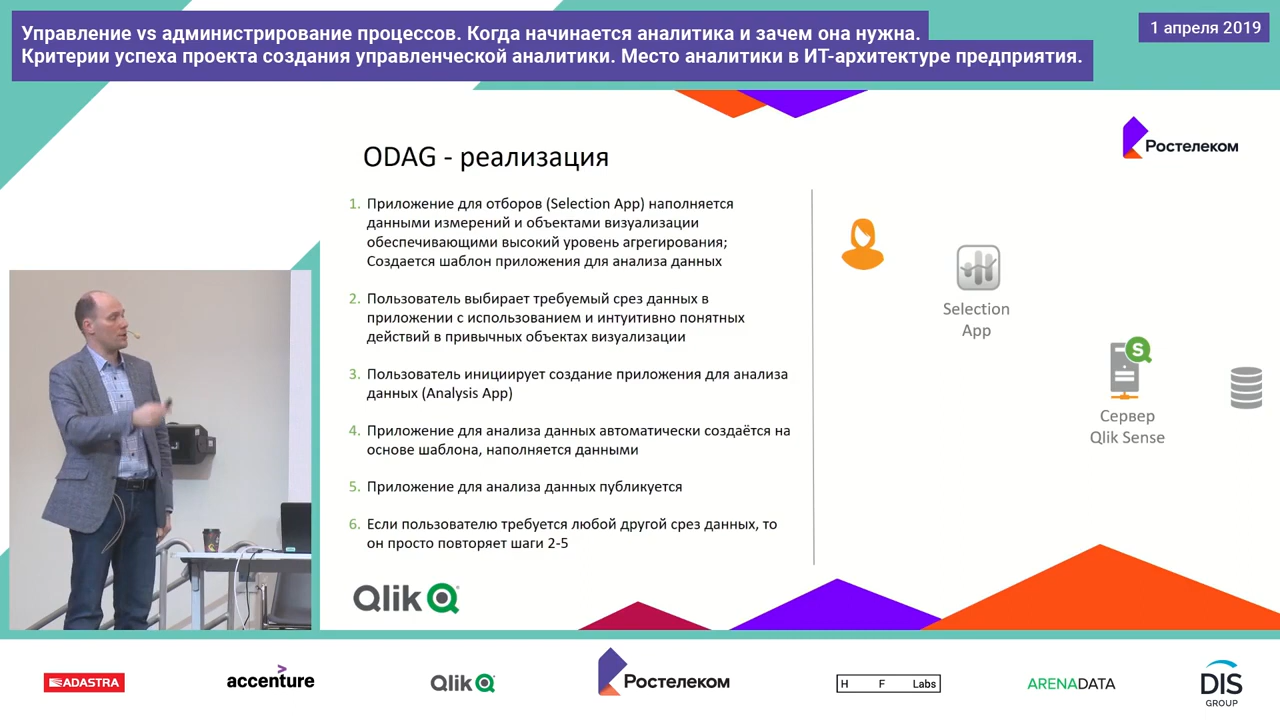 Управление vs администрирование процессов. Когда начинается аналитика и зачем она нужна.
Критерии успеха проекта создания управленческой аналитики. Место аналитики в ИТ-архитектуре предприятия.
1 апреля 2019
Ростелеком
ODAG - реализация
1. Приложение для отборов (Selection App) наполняется
данными измерений и объектами визуализации
обеспечивающими высокий уровень агрегирования;
Создается шаблон приложения для анализа данных
2. Пользователь выбирает требуемый срез данных в
приложении с использованием и интуитивно понятных
действий в привычных объектах визуализации
3. Пользователь инициирует создание приложения для анализа
данных (Analysis App)
4. Приложение для анализа данных автоматически создаётся на
основе шаблона, наполняется данными
5. Приложение для анализа данных публикуется
6. Если пользователю требуется любой другой срез данных, то
он просто повторяет шаги 2-5
Selection
App
S
Сервер
Qlik Sense
Qlik
ADASTRA
accenture
Qlik
Ростелеком
H F Labs
ARENADATA
DIS
GROUP